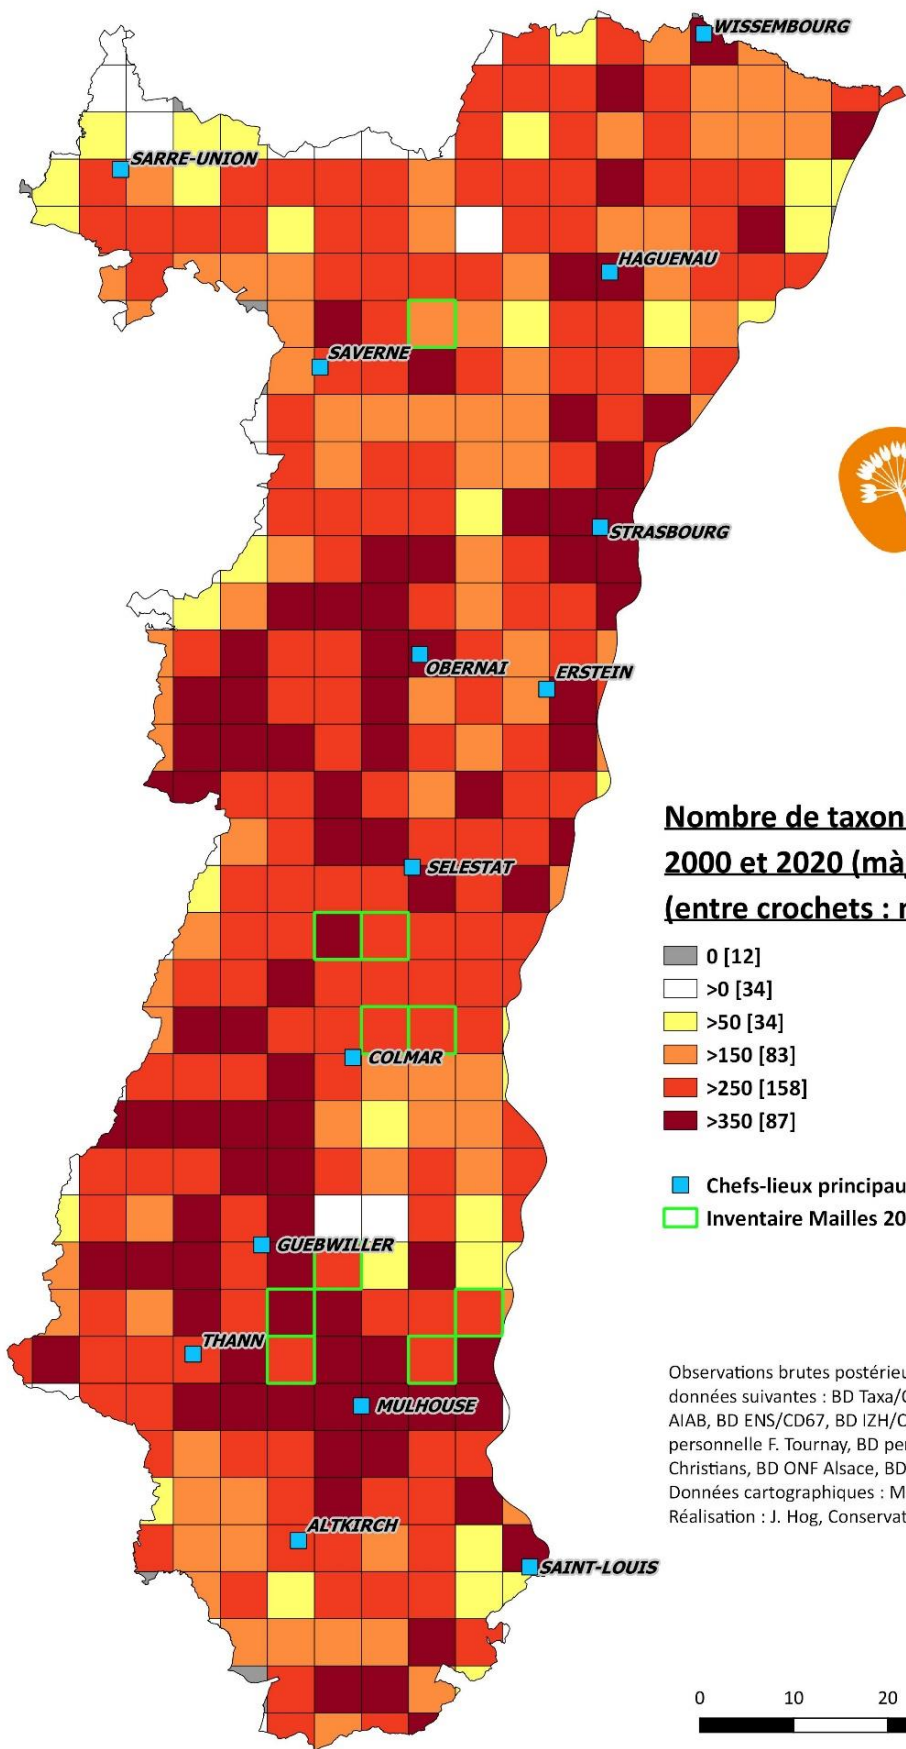 WISSEMBOURG
SARRE-UNION
HAGUENAU
SAVERNE
STRASBOURG
OBERNAI
ERSTEIN
SELESTAT
COLMAR
GUEBWILLER
THANN
MULHOUSE
ALTKIRCH
SAINT-LOUIS
Nombre de taxon
2000 et 2020 (mà
(entre crochets :
0 [12]
>0 [34]
>50 [34]
>150 [83]
>250 [158]
>350 [87]
Chefs-lieux principau
Inventaire Mailles 20
Observations brutes postérieu
données suivantes : BD Taxa/
AIAB, BD ENS/CD67, BD IZH/C
personnelle F. Tournay, BD per
Christians, BD ONF Alsace, BD
Données cartographiques : M
Réalisation : J. Hog, Conservat
0 10 20